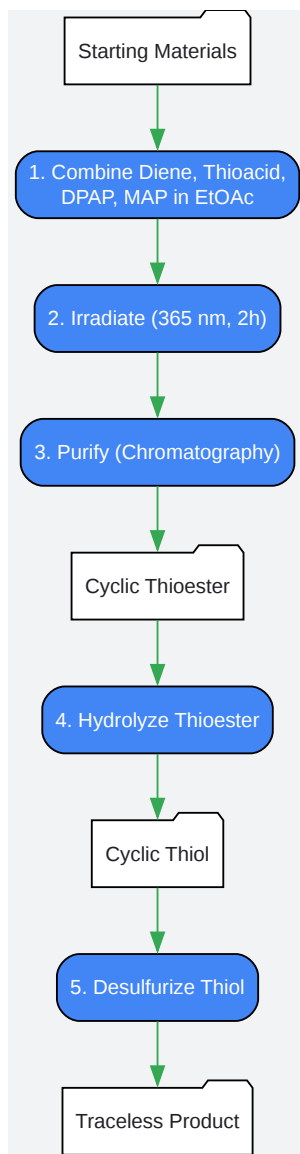 Starting Materials
1. Combine Diene, Thioacid,
DPAP, MAP in EtOAc
2. Irradiate (365 nm, 2h)
3. Purify (Chromatography)
Cyclic Thioester
4. Hydrolyze Thioester
Cyclic Thiol
5. Desulfurize Thiol
Traceless Product